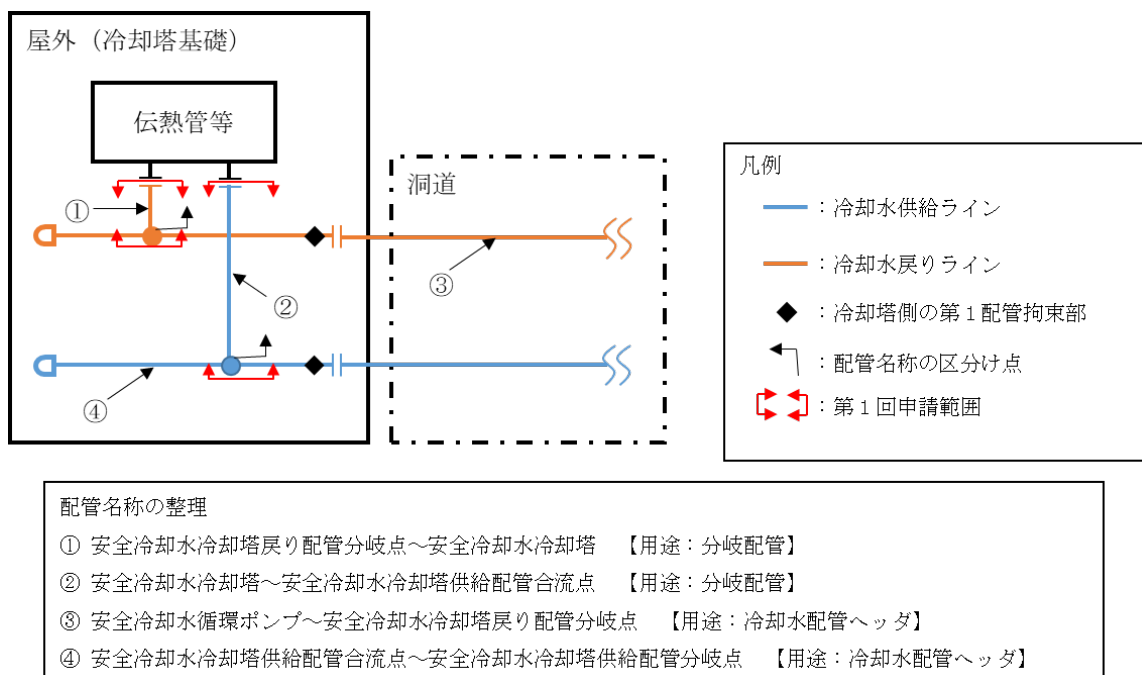 屋外（冷却塔基礎）
伝熱管等
洞道
①
②
③
④
凡例
：冷却水供給ライン
：冷却水戻りライン
：冷却塔側の第１配管拘束部
：配管名称の区分け点
：第１回申請範囲
配管名称の整理
① 安全冷却水冷却塔戻り配管分岐点～安全冷却水冷却塔　【用途：分岐配管】
② 安全冷却水冷却塔～安全冷却水冷却塔供給配管合流点　【用途：分岐配管】
③ 安全冷却水循環ポンプ～安全冷却水冷却塔戻り配管分岐点　【用途：冷却水配管ヘッダ】
④ 安全冷却水冷却塔供給配管合流点～安全冷却水冷却塔供給配管分岐点　【用途：冷却水配管ヘッダ】